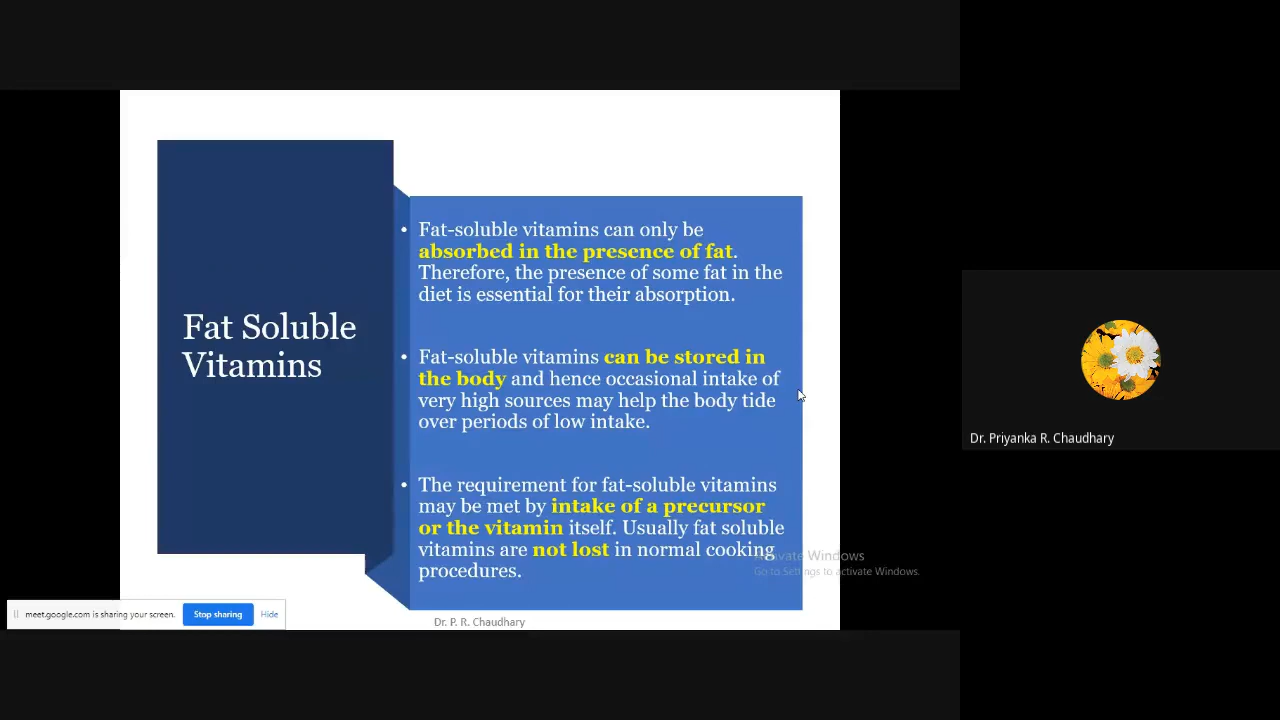 Fat Soluble
Vitamins
• Fat-soluble vitamins can only be
absorbed in the presence of fat.
Therefore, the presence of some fat in the
diet is essential for their absorption.
• Fat-soluble vitamins can be stored in
the body and hence occasional intake of
very high sources may help the body tide
over periods of low intake.
• The requirement for fat-soluble vitamins
may be met by intake of a precursor
or the vitamin itself. Usually fat soluble
vitamins are not lost in normal cooking
procedures.
Activate Windows
Go to Settings to activate Windows.
meet.google.com is sharing your screen.
Stop sharing
Hide
Dr. P. R. Chaudhary
Dr. Priyanka R. Chaudhary